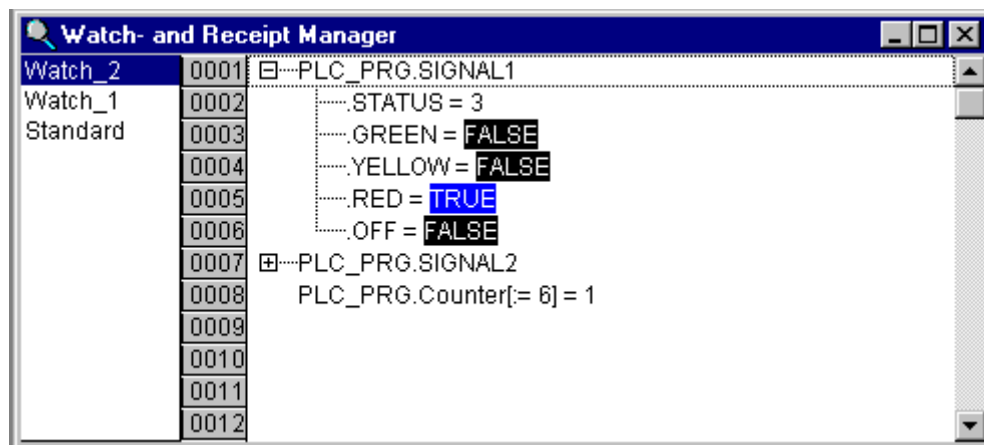 Watch- and Receipt Manager
Watch_2
Watch_1
Standard
0001 PLC_PRG.SIGNAL1
0002 .STATUS = 3
0003 .GREEN = FALSE
0004 .YELLOW = FALSE
0005 .RED = TRUE
0006 .OFF = FALSE
0007 PLC_PRG.SIGNAL2
0008 PLC_PRG.Counter[:= 6] = 1
0009
0010
0011
0012